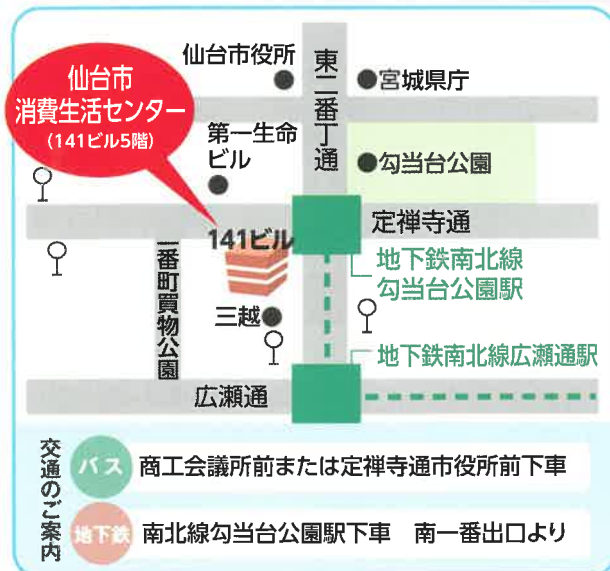 仙台市役所
東二番丁通
宮城県庁
仙台市
消費生活センター
(141ビル5階)
第一生命
ビル
勾当台公園
141ビル
定禅寺通
一番町買物公園
地下鉄南北線
勾当台公園駅
三越
地下鉄南北線広瀬通駅
広瀬通
交通のご案内
バス
商工会議所前または定禅寺通市役所前下車
地下鉄
南北線勾当台公園駅下車 南一番出口より